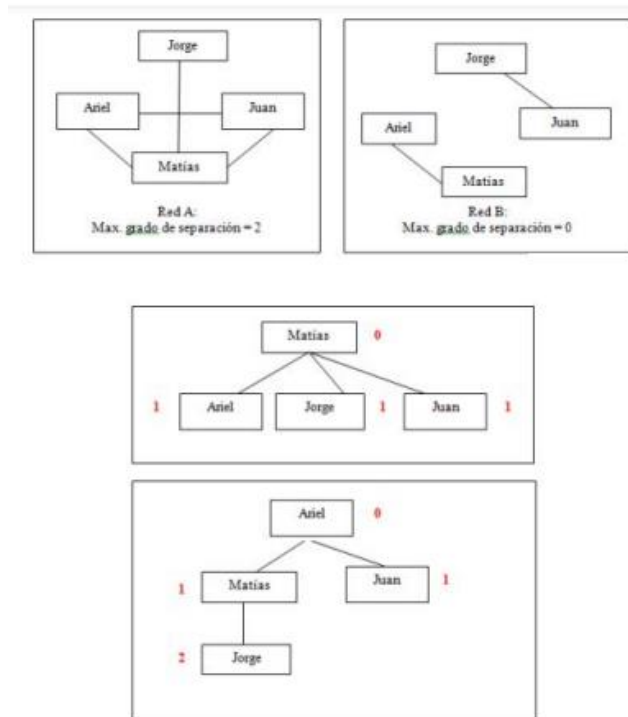 Jorge
Ariel
Juan
Matías
Red A:
Max. grado de separación = 2
Jorge
Juan
Ariel
Matías
Red B:
Max. grado de separación = 0
Matías 0
1 Ariel Jorge 1 Juan 1
Ariel 0
1 Matías Juan 1
2 Jorge